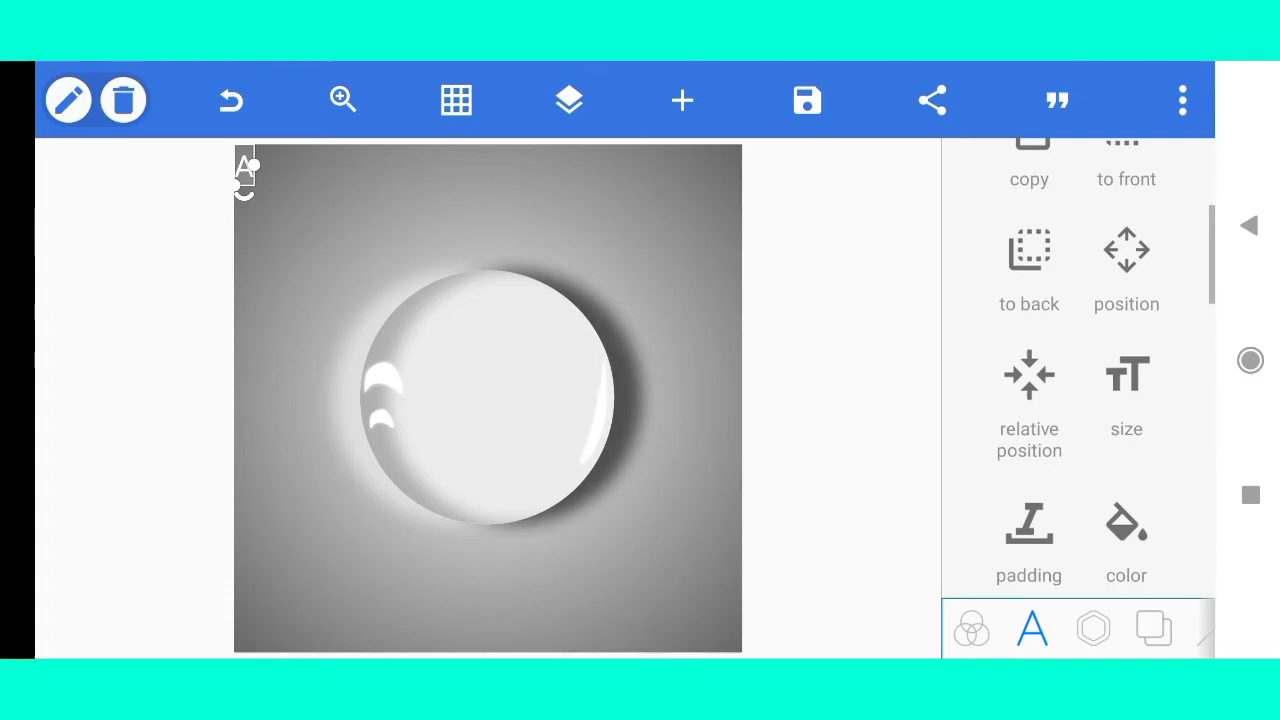 A
copy
to front
to back
position
relative
position
size
padding
color
A